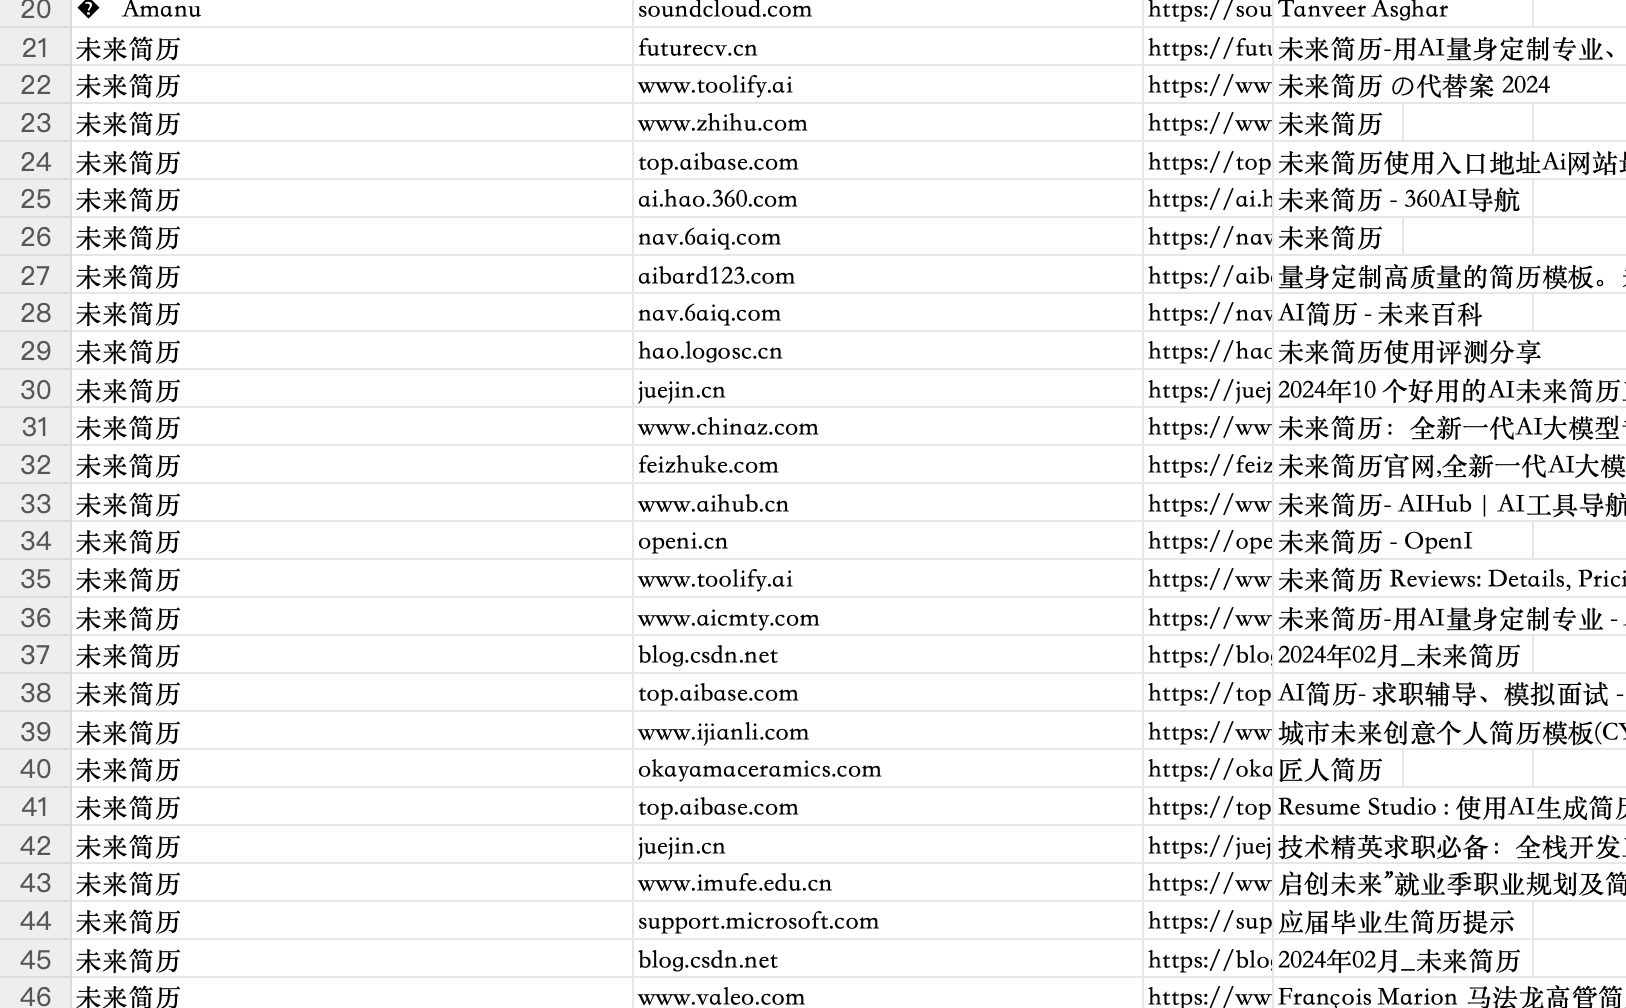 20 � Amanu soundcloud.com https://sou Tanveer Asghar
21 未来简历 futurecv.cn https://futu 未来简历-用AI量身定制专业、
22 未来简历 www.toolify.ai https://ww 未来简历 の代替案 2024
23 未来简历 www.zhihu.com https://ww 未来简历
24 未来简历 top.aibase.com https://top 未来简历使用入口地址Ai网站最
25 未来简历 ai.hao.360.com https://ai.h 未来简历 - 360AI导航
26 未来简历 nav.6aiq.com https://nav 未来简历
27 未来简历 aibard123.com https://aib 量身定制高质量的简历模板。
28 未来简历 nav.6aiq.com https://nav AI简历 - 未来百科
29 未来简历 hao.logosc.cn https://hao 未来简历使用评测分享
30 未来简历 juejin.cn https://juej 2024年10 个好用的AI未来简历
31 未来简历 www.chinaz.com https://ww 未来简历：全新一代AI大模型
32 未来简历 feizhuke.com https://feiz 未来简历官网,全新一代AI大模
33 未来简历 www.aihub.cn https://ww 未来简历- AIHub | AI工具导航
34 未来简历 openi.cn https://ope 未来简历 - OpenI
35 未来简历 www.toolify.ai https://ww 未来简历 Reviews: Details, Prici
36 未来简历 www.aicmty.com https://ww 未来简历-用AI量身定制专业 -
37 未来简历 blog.csdn.net https://blo 2024年02月_未来简历
38 未来简历 top.aibase.com https://top AI简历- 求职辅导、模拟面试 -
39 未来简历 www.ijianli.com https://ww 城市未来创意个人简历模板(CY
40 未来简历 okayamaceramics.com https://oka 匠人简历
41 未来简历 top.aibase.com https://top Resume Studio : 使用AI生成简历
42 未来简历 juejin.cn https://juej 技术精英求职必备：全栈开发
43 未来简历 www.imufe.edu.cn https://ww 启创未来”就业季职业规划及简
44 未来简历 support.microsoft.com https://sup 应届毕业生简历提示
45 未来简历 blog.csdn.net https://blo 2024年02月_未来简历
46 未来简历 www.valeo.com https://ww François Marion 马法龙高管简